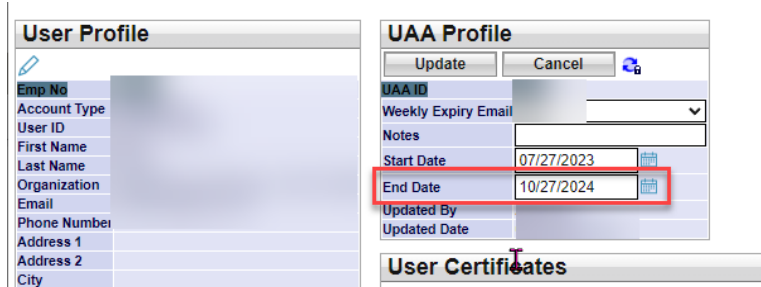 User Profile
Emp No
Account Type
User ID
First Name
Last Name
Organization
Email
Phone Number
Address 1
Address 2
City
UAA Profile
Update Cancel
UAA ID
Weekly Expiry Email
Notes
Start Date 07/27/2023
End Date 10/27/2024
Updated By
Updated Date
User Certificates